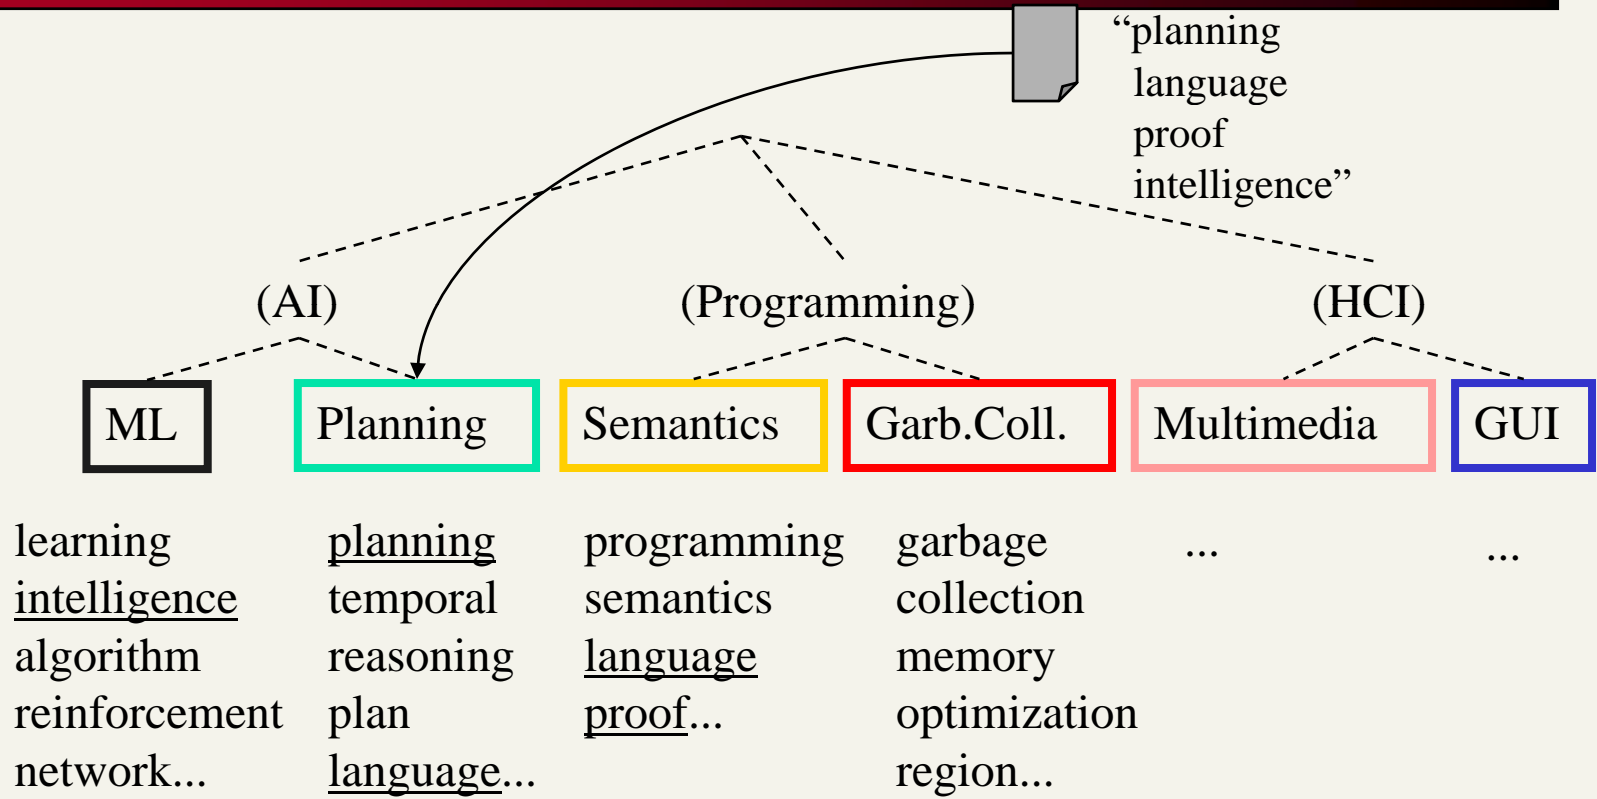 “planning
language
proof
intelligence”
(AI)
(Programming)
(HCI)
ML
Planning
Semantics
Garb.Coll.
Multimedia
GUI
learning
intelligence
algorithm
reinforcement
network...
planning
temporal
reasoning
plan
language...
programming
semantics
language
proof...
garbage
collection
memory
optimization
region...
...
...